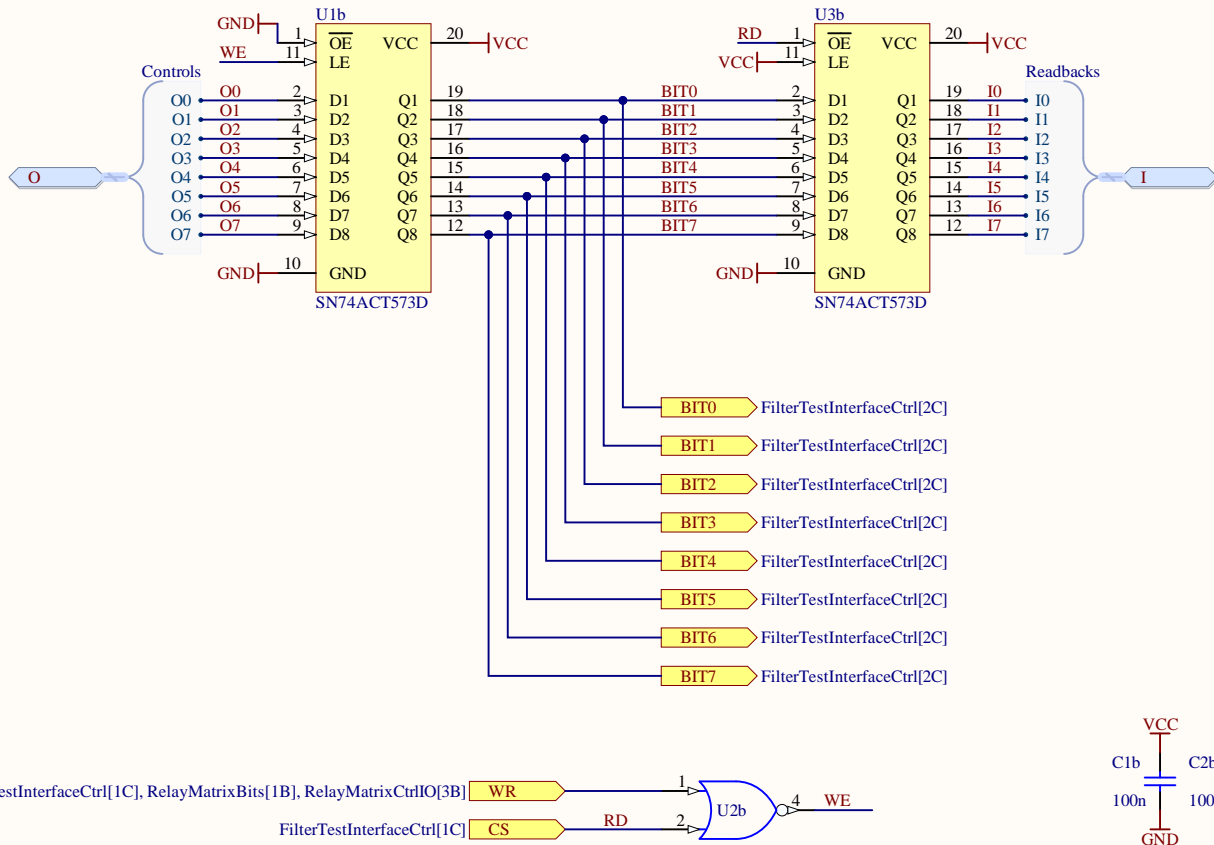 U1b U3b
GND 1 OE VCC 20 VCC RD 1 OE VCC 20 VCC
WE 11 LE VCC 11 LE
Controls Readbacks
O0 O0 2 D1 Q1 19 BIT0 2 D1 Q1 19 I0 I0
O1 O1 3 D2 Q2 18 BIT1 3 D2 Q2 18 I1 I1
O2 O2 4 D3 Q3 17 BIT2 4 D3 Q3 17 I2 I2
O3 O3 5 D4 Q4 16 BIT3 5 D4 Q4 16 I3 I3
O O4 O4 6 D5 Q5 15 BIT4 6 D5 Q5 15 I4 I4 I
O5 O5 7 D6 Q6 14 BIT5 7 D6 Q6 14 I5 I5
O6 O6 8 D7 Q7 13 BIT6 8 D7 Q7 13 I6 I6
O7 O7 9 D8 Q8 12 BIT7 9 D8 Q8 12 I7 I7
GND 10 GND GND 10 GND
SN74ACT573D SN74ACT573D
BIT0 FilterTestInterfaceCtrl[2C]
BIT1 FilterTestInterfaceCtrl[2C]
BIT2 FilterTestInterfaceCtrl[2C]
BIT3 FilterTestInterfaceCtrl[2C]
BIT4 FilterTestInterfaceCtrl[2C]
BIT5 FilterTestInterfaceCtrl[2C]
BIT6 FilterTestInterfaceCtrl[2C]
BIT7 FilterTestInterfaceCtrl[2C]
VCC
C1b C2b
estInterfaceCtrl[1C], RelayMatrixBits[1B], RelayMatrixCtrlIO[3B] WR 1 U2b 4 WE 100n 100
FilterTestInterfaceCtrl[1C] CS RD 2
GND